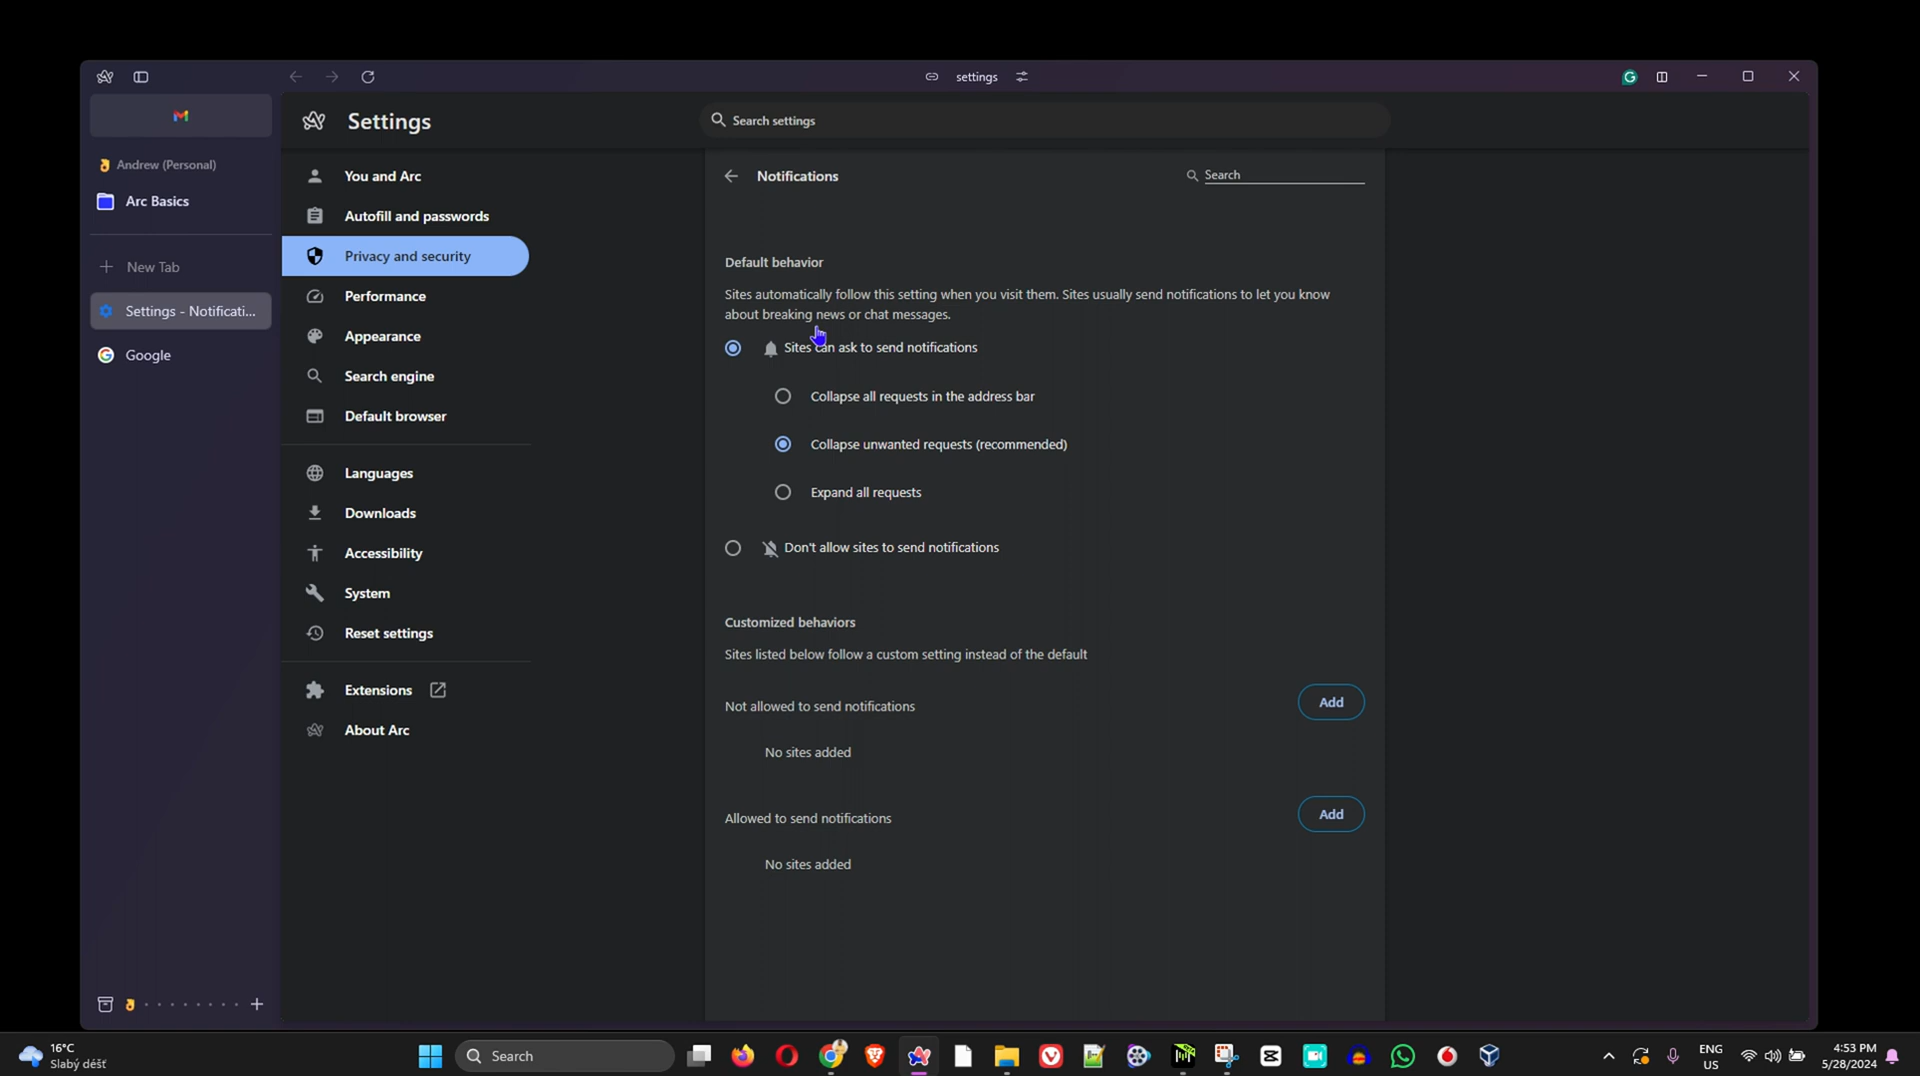 settings
Settings
Search settings
Andrew (Personal)
Arc Basics
New Tab
Settings - Notificati...
Google
You and Arc
Autofill and passwords
Privacy and security
Performance
Appearance
Search engine
Default browser
Languages
Downloads
Accessibility
System
Reset settings
Extensions
About Arc
Notifications
Search
Default behavior
Sites automatically follow this setting when you visit them. Sites usually send notifications to let you know
about breaking news or chat messages.
Sites can ask to send notifications
Collapse all requests in the address bar
Collapse unwanted requests (recommended)
Expand all requests
Don't allow sites to send notifications
Customized behaviors
Sites listed below follow a custom setting instead of the default
Not allowed to send notifications
Add
No sites added
Allowed to send notifications
Add
No sites added
16°C
Slabý déšť
Search
ENG
US
4:53 PM
5/28/2024